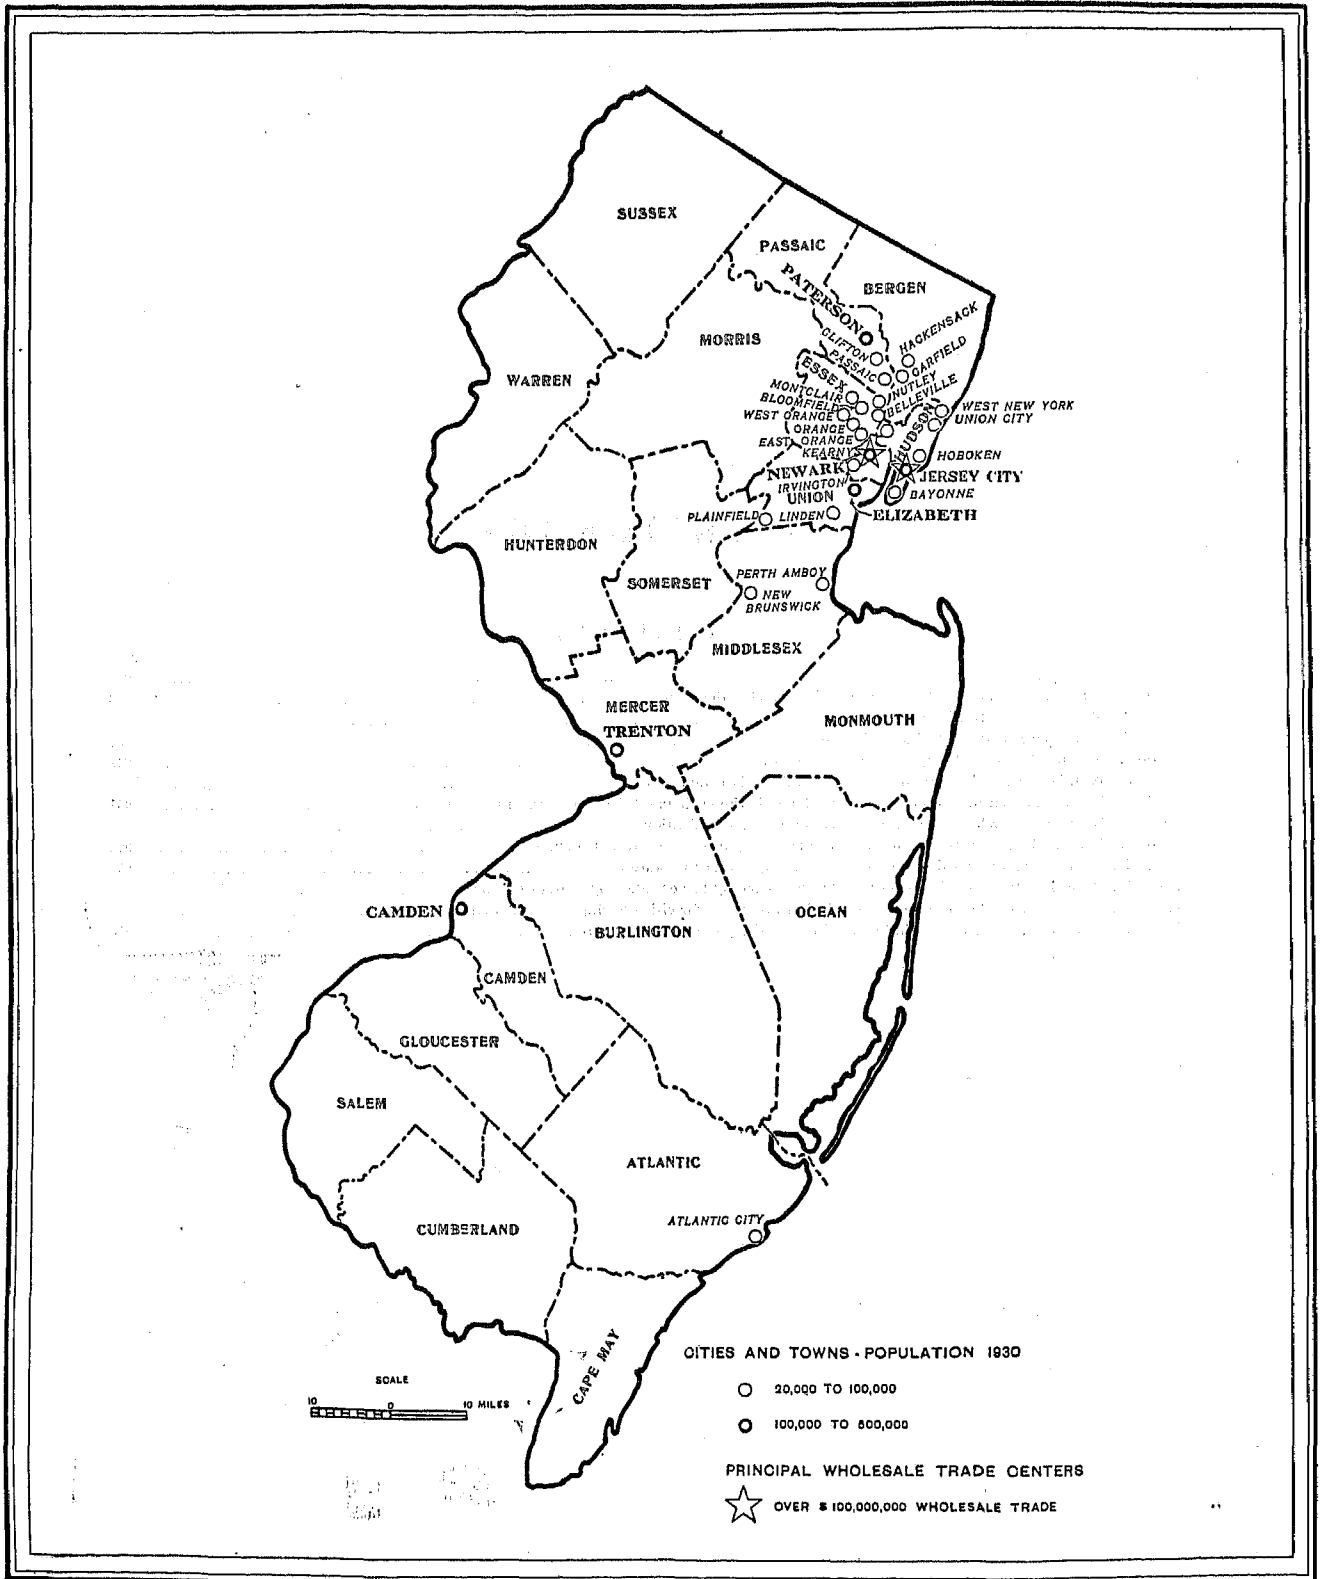 SUSSEX
PASSAIC
BERGEN
PATERSON
HACKENSACK
MORRIS
CLIFTON
GARFIELD
PASSAIC
ESSEX
NUTLEY
WARREN
MONTCLAIR
BELLEVILLE
BLOOMFIELD
WEST NEW YORK
WEST ORANGE
UNION CITY
ORANGE
HUDSON
EAST ORANGE
KEARNY
HOBOKEN
NEWARK
JERSEY CITY
IRVINGTON
BAYONNE
UNION
PLAINFIELD
LINDEN
ELIZABETH
HUNTERDON
SOMERSET
PERTH AMBOY
NEW
BRUNSWICK
MIDDLESEX
MERCER
TRENTON
MONMOUTH
CAMDEN
OCEAN
BURLINGTON
CAMDEN
GLOUCESTER
SALEM
ATLANTIC
CUMBERLAND
ATLANTIC CITY
CAPE MAY
CITIES AND TOWNS - POPULATION 1930
20,000 TO 100,000
100,000 TO 500,000
SCALE
10 0 10 MILES
PRINCIPAL WHOLESALE TRADE CENTERS
OVER $100,000,000 WHOLESALE TRADE